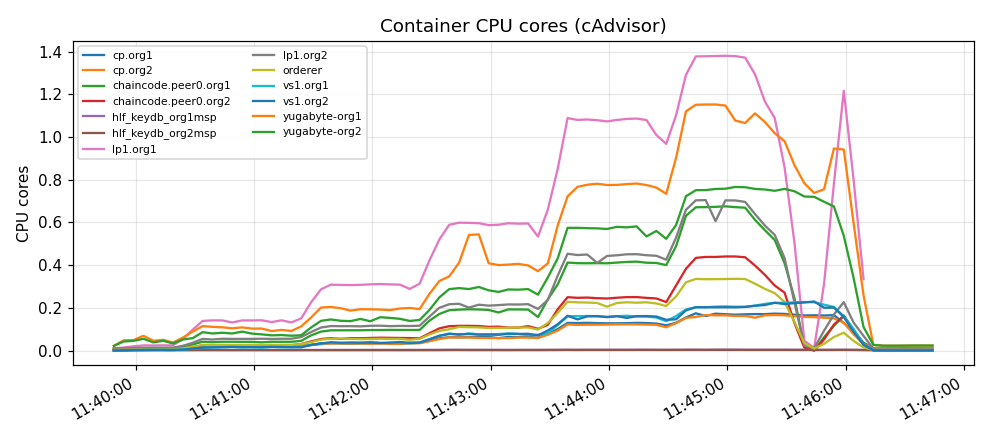 Container CPU cores (cAdvisor)
CPU cores
1.4
1.2
1.0
0.8
0.6
0.4
0.2
0.0
cp.org1
cp.org2
chaincode.peer0.org1
chaincode.peer0.org2
hlf_keydb_org1msp
hlf_keydb_org2msp
lp1.org1
lp1.org2
orderer
vs1.org1
vs1.org2
yugabyte-org1
yugabyte-org2
11:40:00
11:41:00
11:42:00
11:43:00
11:44:00
11:45:00
11:46:00
11:47:00